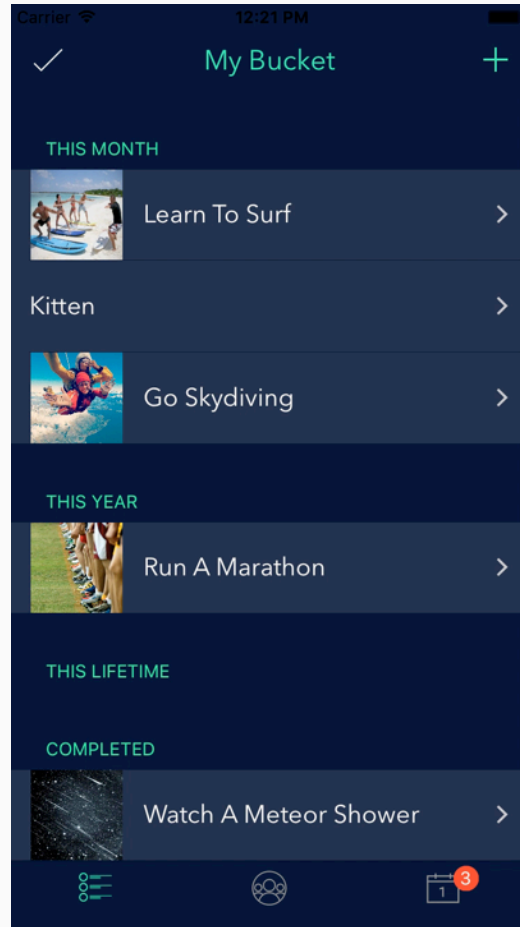 Carrier 12:21 PM
My Bucket
THIS MONTH
Learn To Surf
Kitten
Go Skydiving
THIS YEAR
Run A Marathon
THIS LIFETIME
COMPLETED
Watch A Meteor Shower
1 3